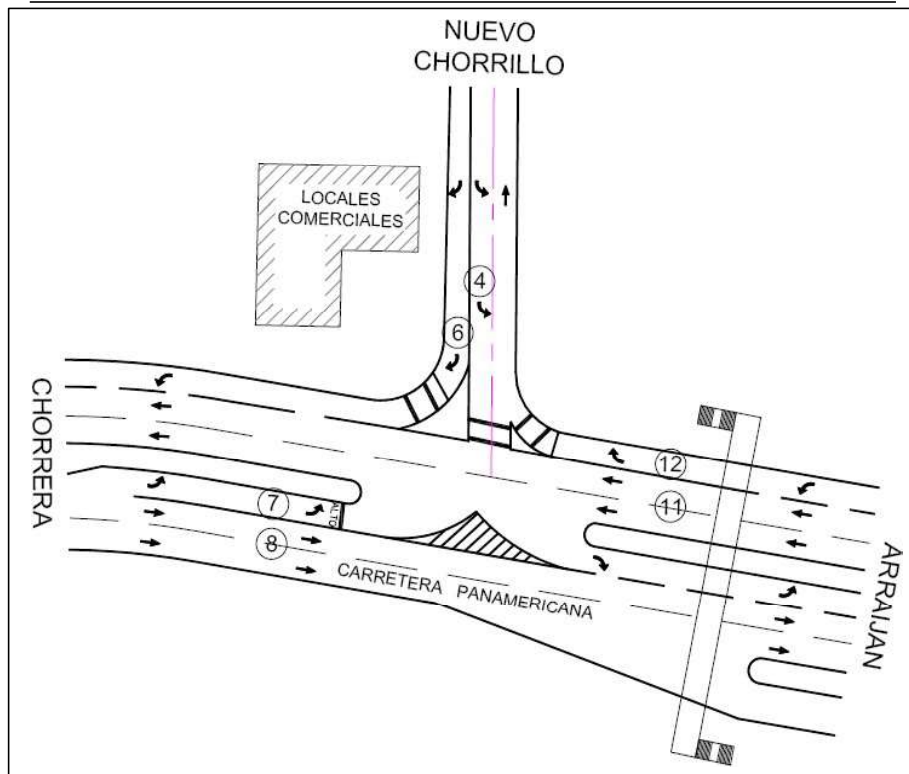 NUEVO
CHORRILLO
LOCALES
COMERCIALES
4
6
CHORRERA
12
7
ALTO
11
8
CARRETERA PANAMERICANA
ARRAIJAN